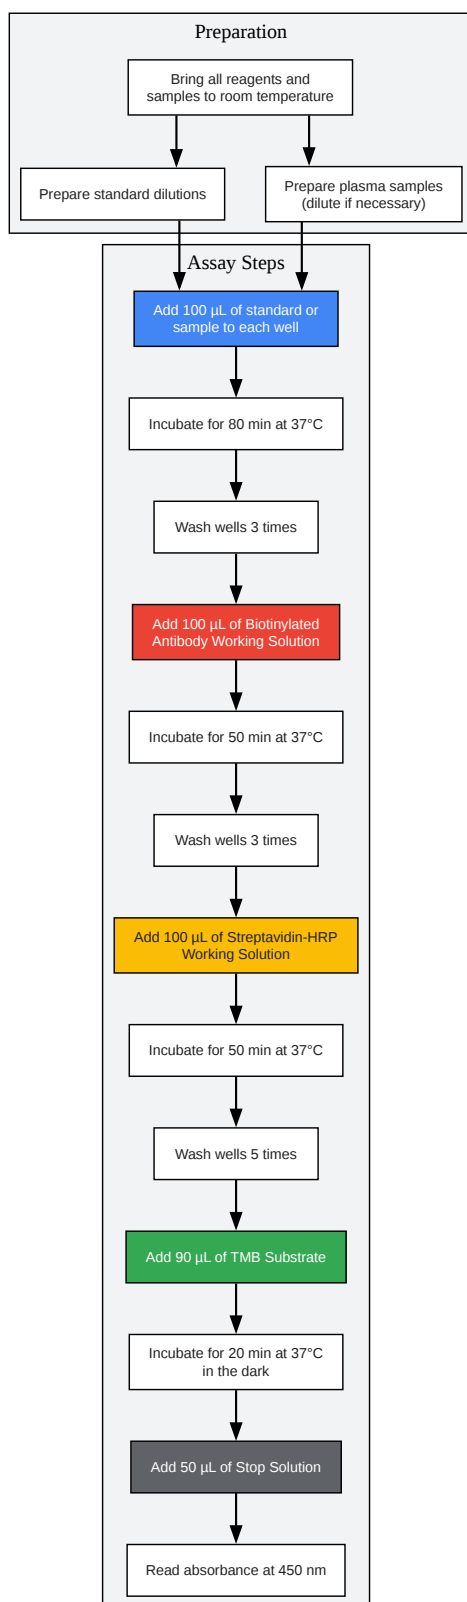 Preparation
Bring all reagents and
samples to room temperature
Prepare standard dilutions
Prepare plasma samples
(dilute if necessary)
Assay Steps
Add 100 µL of standard or
sample to each well
Incubate for 80 min at 37°C
Wash wells 3 times
Add 100 µL of Biotinylated
Antibody Working Solution
Incubate for 50 min at 37°C
Wash wells 3 times
Add 100 µL of Streptavidin-HRP
Working Solution
Incubate for 50 min at 37°C
Wash wells 5 times
Add 90 µL of TMB Substrate
Incubate for 20 min at 37°C
in the dark
Add 50 µL of Stop Solution
Read absorbance at 450 nm